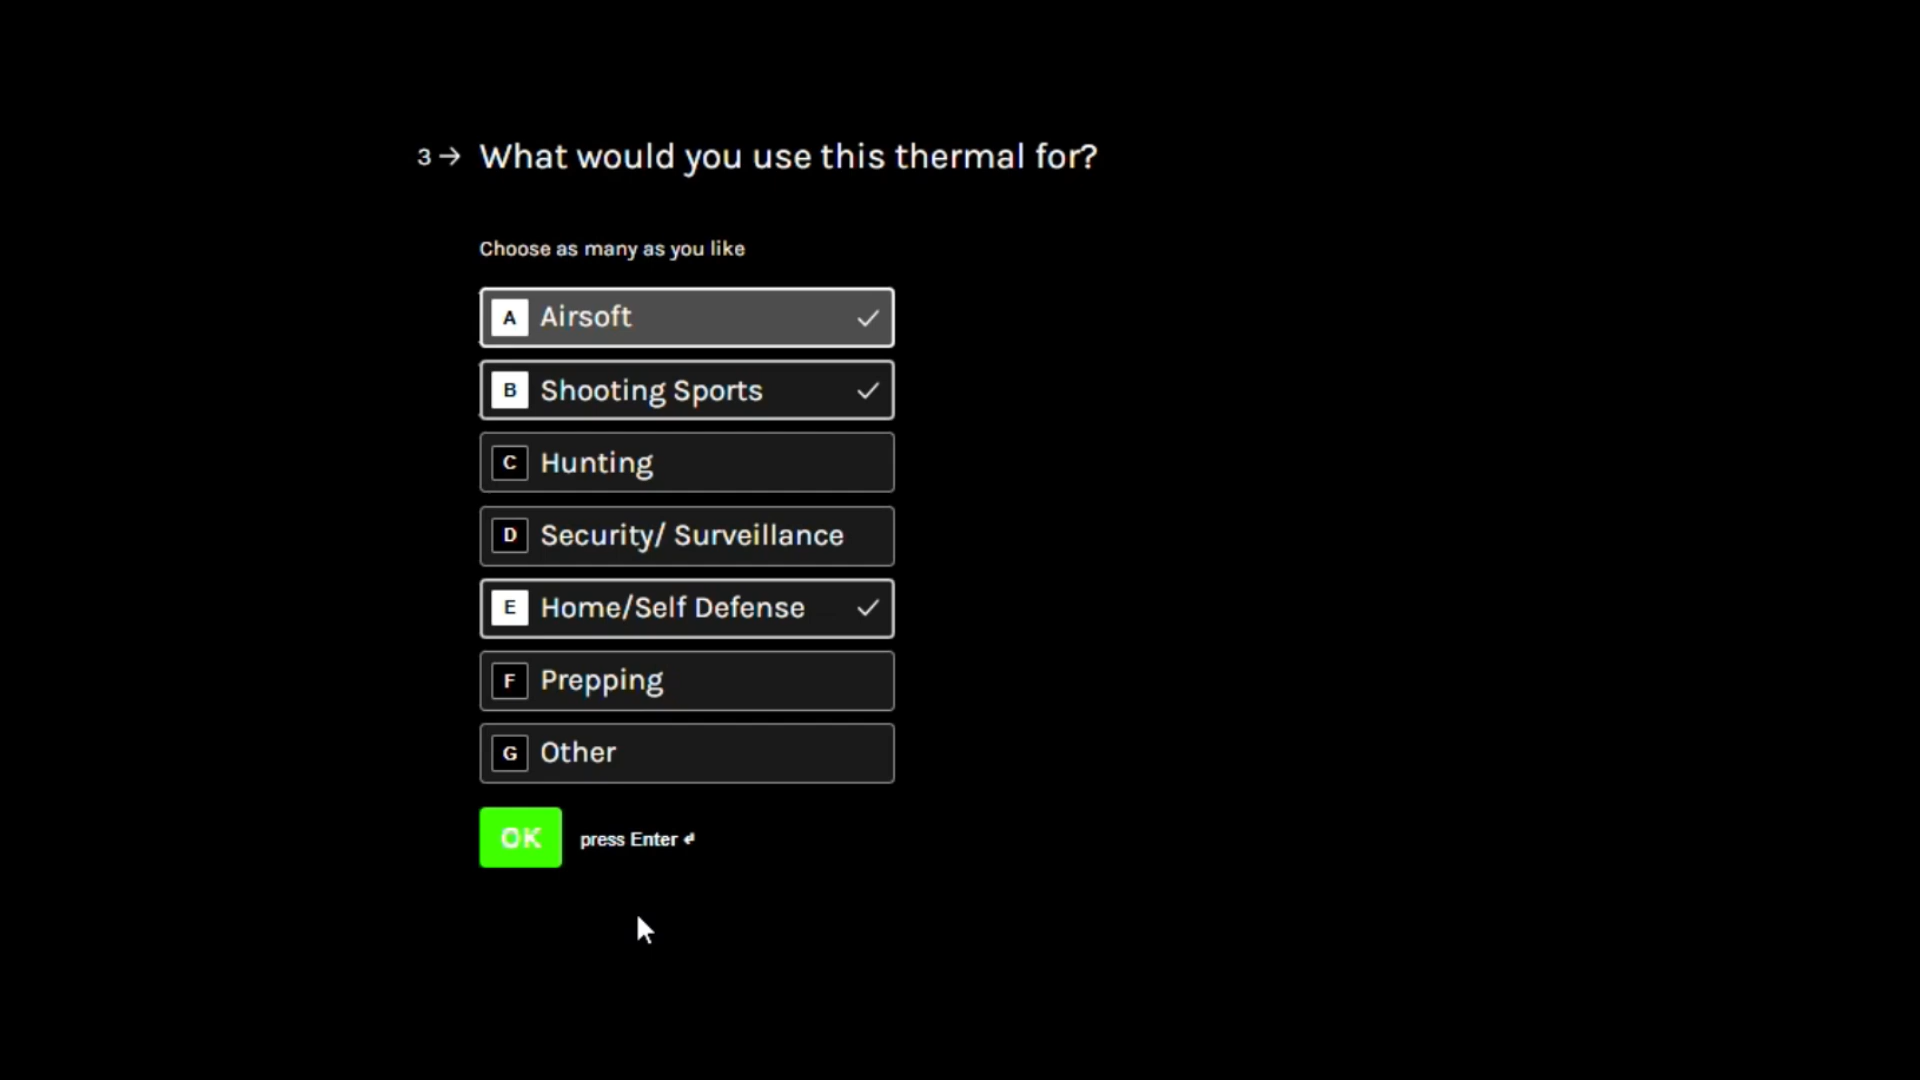 3→ What would you use this thermal for?
Choose as many as you like
A Airsoft
B Shooting Sports
C Hunting
D Security/ Surveillance
E Home/Self Defense
F Prepping
G Other
OK press Enter ↵